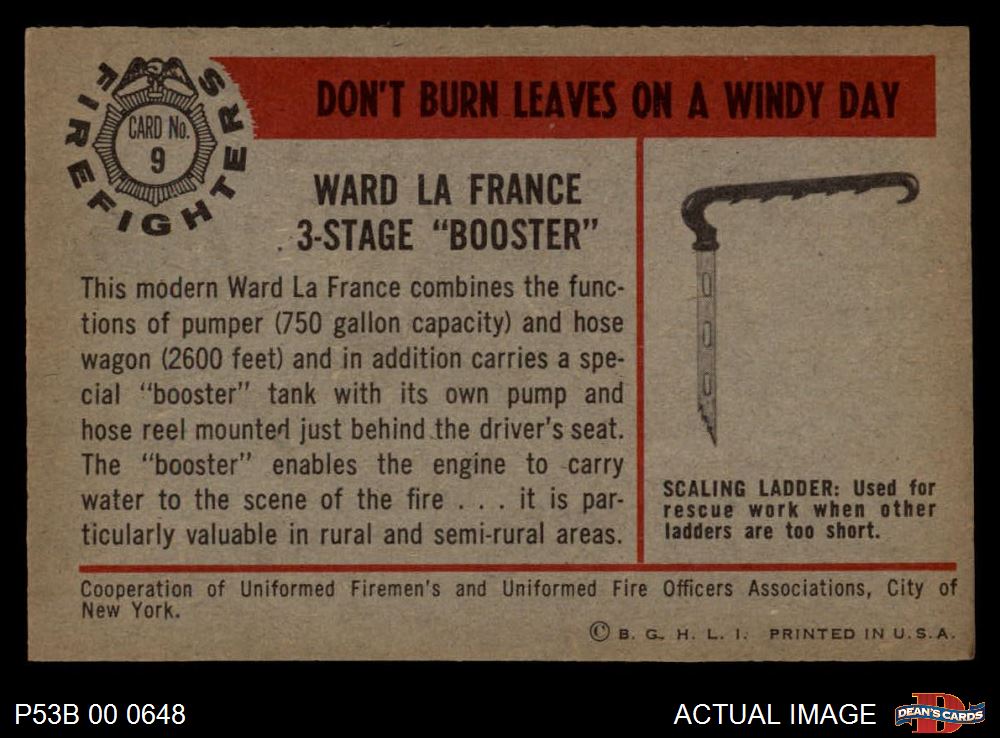 FIREFIGHTERS
CARD No.
9
DON'T BURN LEAVES ON A WINDY DAY
WARD LA FRANCE
3-STAGE "BOOSTER"
This modern Ward La France combines the func-
tions of pumper (750 gallon capacity) and hose
wagon (2600 feet) and in addition carries a spe-
cial "booster" tank with its own pump and
hose reel mounted just behind the driver's seat.
The "booster" enables the engine to carry
water to the scene of the fire . . . it is par-
ticularly valuable in rural and semi-rural areas.
SCALING LADDER: Used for
rescue work when other
ladders are too short.
Cooperation of Uniformed Firemen's and Uniformed Fire Officers Associations, City of
New York.
© B. G. H. L. I. PRINTED IN U.S.A.
P53B 00 0648
ACTUAL IMAGE
D
DEAN'S CARDS